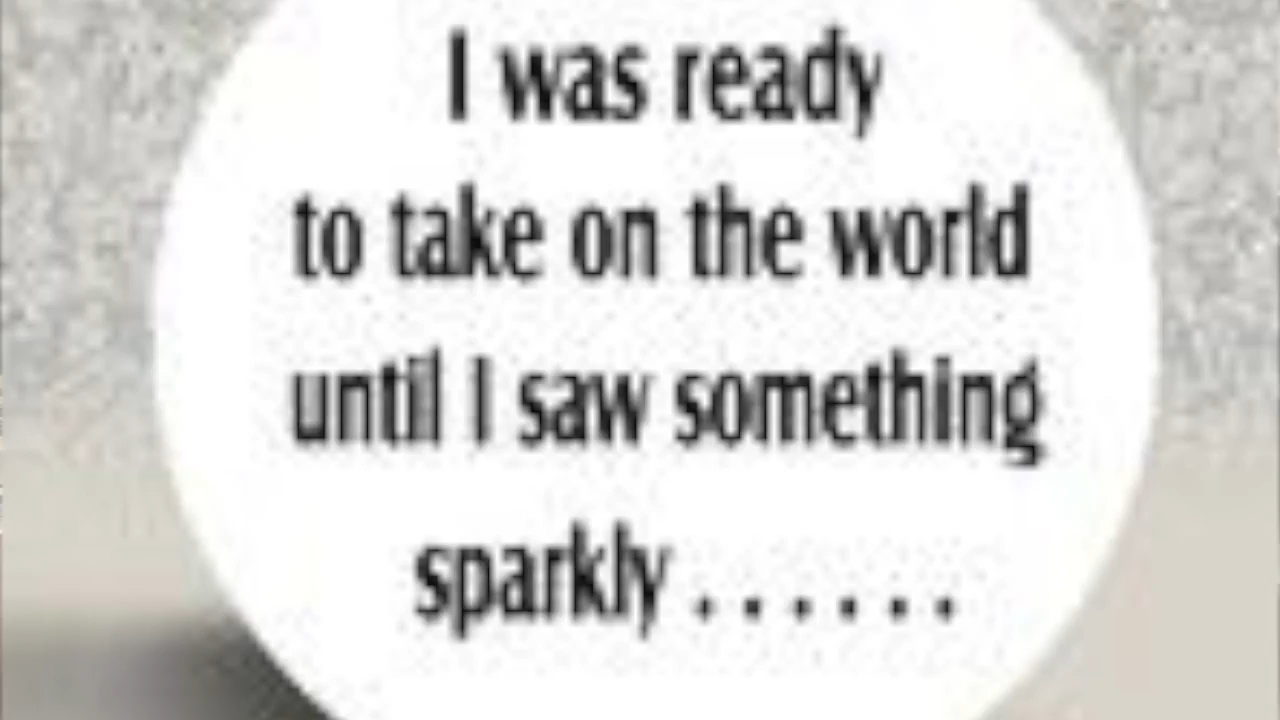 I was ready
to take on the world
until I saw something
sparkly . . . . . .